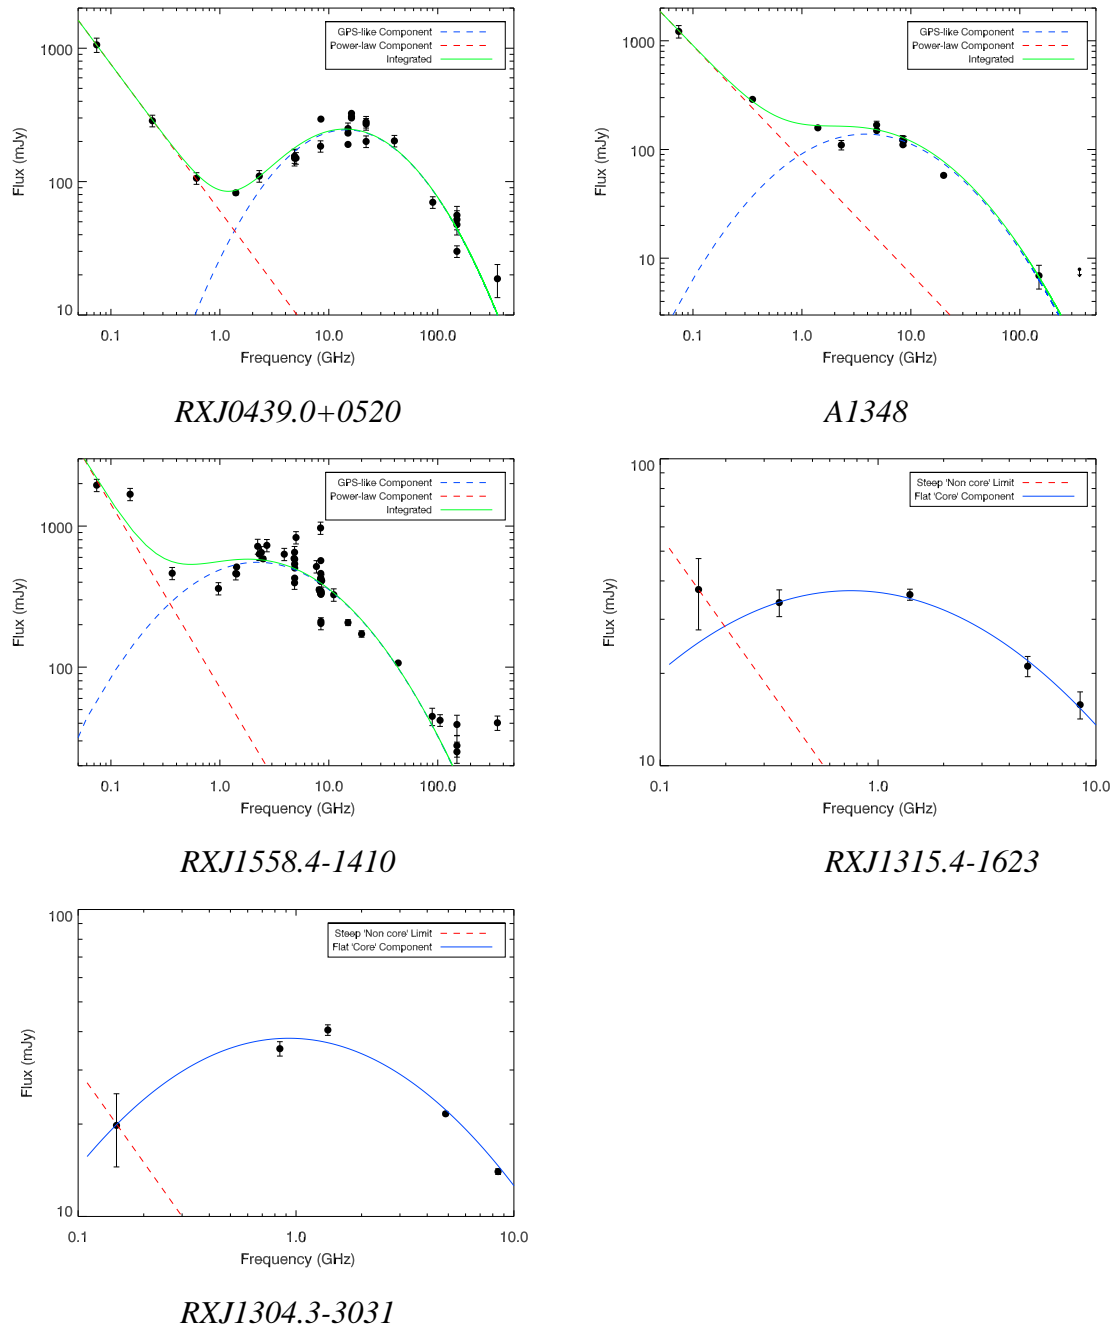 GPS-like Component
Power-law Component
Integrated
1000
100
10
Flux (mJy)
0.1 1.0 10.0 100.0
Frequency (GHz)
RXJ0439.0+0520
GPS-like Component
Power-law Component
Integrated
1000
100
10
Flux (mJy)
0.1 1.0 10.0 100.0
Frequency (GHz)
A1348
GPS-like Component
Power-law Component
Integrated
1000
100
Flux (mJy)
0.1 1.0 10.0 100.0
Frequency (GHz)
RXJ1558.4-1410
Steep 'Non core' Limit
Flat 'Core' Component
100
10
Flux (mJy)
0.1 1.0 10.0
Frequency (GHz)
RXJ1315.4-1623
Steep 'Non core' Limit
Flat 'Core' Component
100
10
Flux (mJy)
0.1 1.0 10.0
Frequency (GHz)
RXJ1304.3-3031